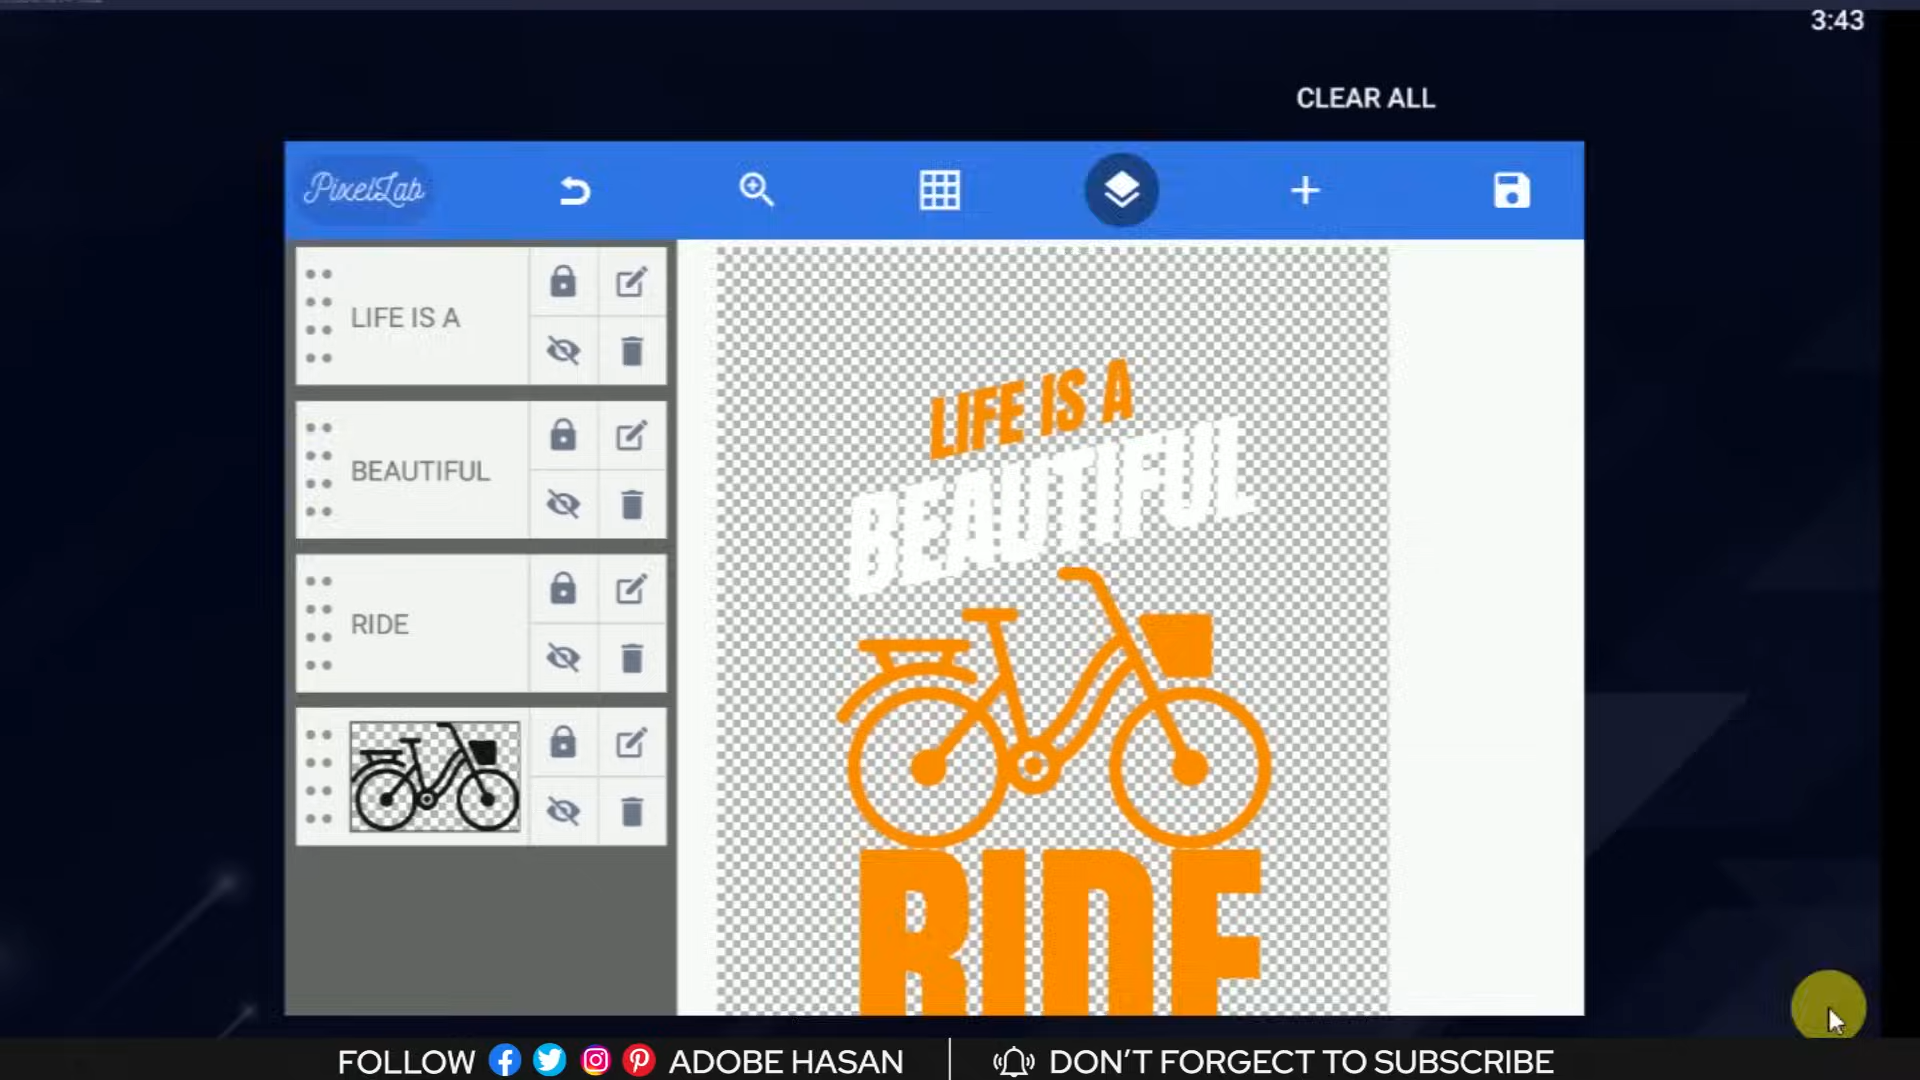 3:43
CLEAR ALL
PixelLab
LIFE IS A
BEAUTIFUL
RIDE
LIFE IS A
BEAUTIFUL
RIDE
FOLLOW ADOBE HASAN DON'T FORGECT TO SUBSCRIBE